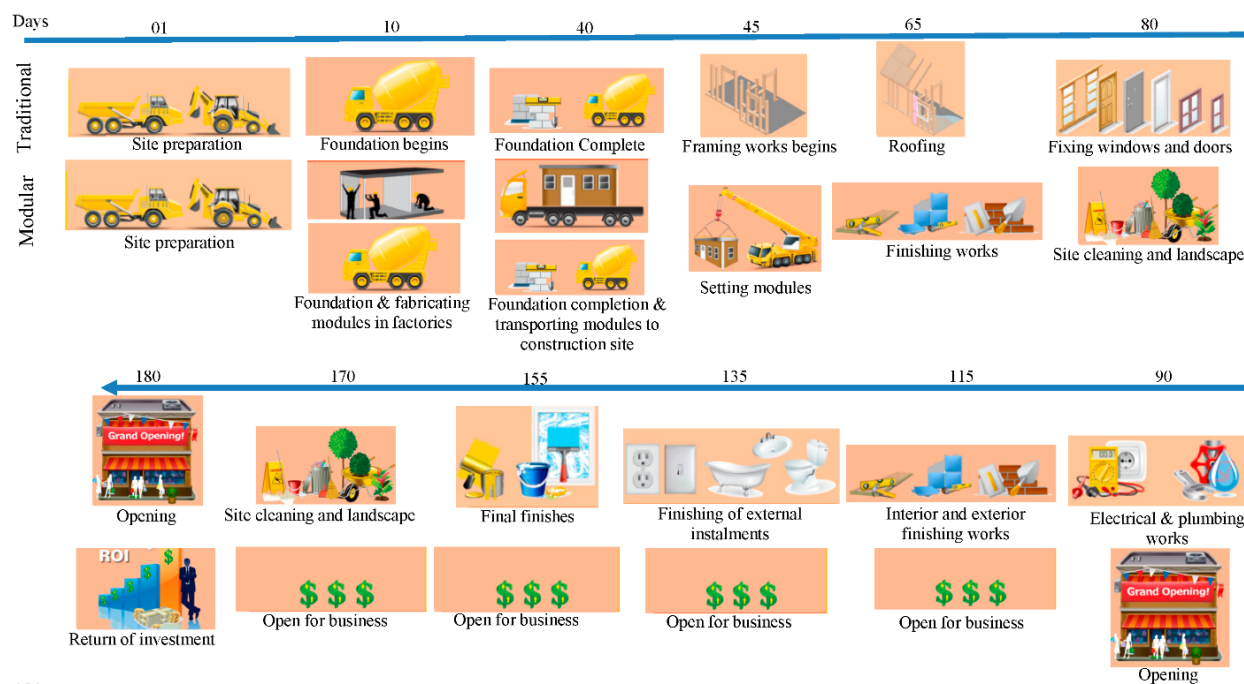 Days 01 10 40 45 65 80
Traditional
Site preparation
Foundation begins
Foundation Complete
Framing works begins
Roofing
Fixing windows and doors
Modular
Site preparation
Foundation & fabricating
modules in factories
Foundation completion &
transporting modules to
construction site
Setting modules
Finishing works
Site cleaning and landscape
180 170 155 135 115 90
Grand Opening!
Opening
Site cleaning and landscape
Final finishes
Finishing of external
instalments
Interior and exterior
finishing works
Electrical & plumbing
works
ROI $
$
$
$
$
Return of investment
$ $ $
Open for business
$ $ $
Open for business
$ $ $
Open for business
$ $ $
Open for business
Grand Opening!
Opening